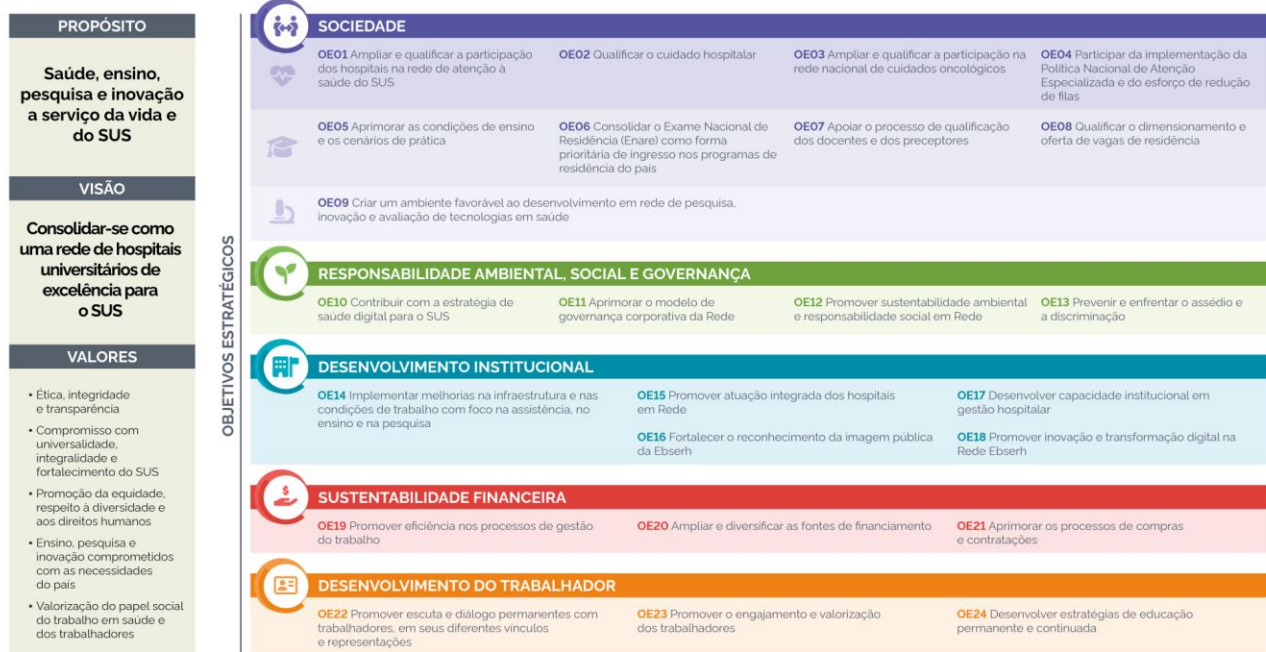 PROPÓSITO
Saúde, ensino,
pesquisa e inovação
a serviço da vida e
do SUS
VISÃO
Consolidar-se como
uma rede de hospitais
universitários de
excelência para
o SUS
VALORES
• Ética, integridade
e transparência
• Compromisso com
universalidade,
integralidade e
fortalecimento do SUS
• Promoção da equidade,
respeito à diversidade e
aos direitos humanos
• Ensino, pesquisa e
inovação comprometidos
com as necessidades
do país
• Valorização do papel social
do trabalho em saúde e
dos trabalhadores
OBJETIVOS ESTRATÉGICOS
SOCIEDADE
OE01 Ampliar e qualificar a participação
dos hospitais na rede de atenção à
saúde do SUS
OE02 Qualificar o cuidado hospitalar
OE03 Ampliar e qualificar a participação na
rede nacional de cuidados oncológicos
OE04 Participar da implementação da
Política Nacional de Atenção
Especializada e do esforço de redução
de filas
OE05 Aprimorar as condições de ensino
e os cenários de prática
OE06 Consolidar o Exame Nacional de
Residência (Enare) como forma
prioritária de ingresso nos programas de
residência do país
OE07 Apoiar o processo de qualificação
dos docentes e dos preceptores
OE08 Qualificar o dimensionamento e
oferta de vagas de residência
OE09 Criar um ambiente favorável ao desenvolvimento em rede de pesquisa,
inovação e avaliação de tecnologias em saúde
RESPONSABILIDADE AMBIENTAL, SOCIAL E GOVERNANÇA
OE10 Contribuir com a estratégia de
saúde digital para o SUS
OE11 Aprimorar o modelo de
governança corporativa da Rede
OE12 Promover sustentabilidade ambiental
e responsabilidade social em Rede
OE13 Prevenir e enfrentar o assédio e
a discriminação
DESENVOLVIMENTO INSTITUCIONAL
OE14 Implementar melhorias na infraestrutura e nas
condições de trabalho com foco na assistência, no
ensino e na pesquisa
OE15 Promover atuação integrada dos hospitais
em Rede
OE16 Fortalecer o reconhecimento da imagem pública
da Ebserh
OE17 Desenvolver capacidade institucional em
gestão hospitalar
OE18 Promover inovação e transformação digital na
Rede Ebserh
SUSTENTABILIDADE FINANCEIRA
OE19 Promover eficiência nos processos de gestão
do trabalho
OE20 Ampliar e diversificar as fontes de financiamento
OE21 Aprimorar os processos de compras
e contratações
DESENVOLVIMENTO DO TRABALHADOR
OE22 Promover escuta e diálogo permanentes com
trabalhadores, em seus diferentes vínculos
e representações
OE23 Promover o engajamento e valorização
dos trabalhadores
OE24 Desenvolver estratégias de educação
permanente e continuada